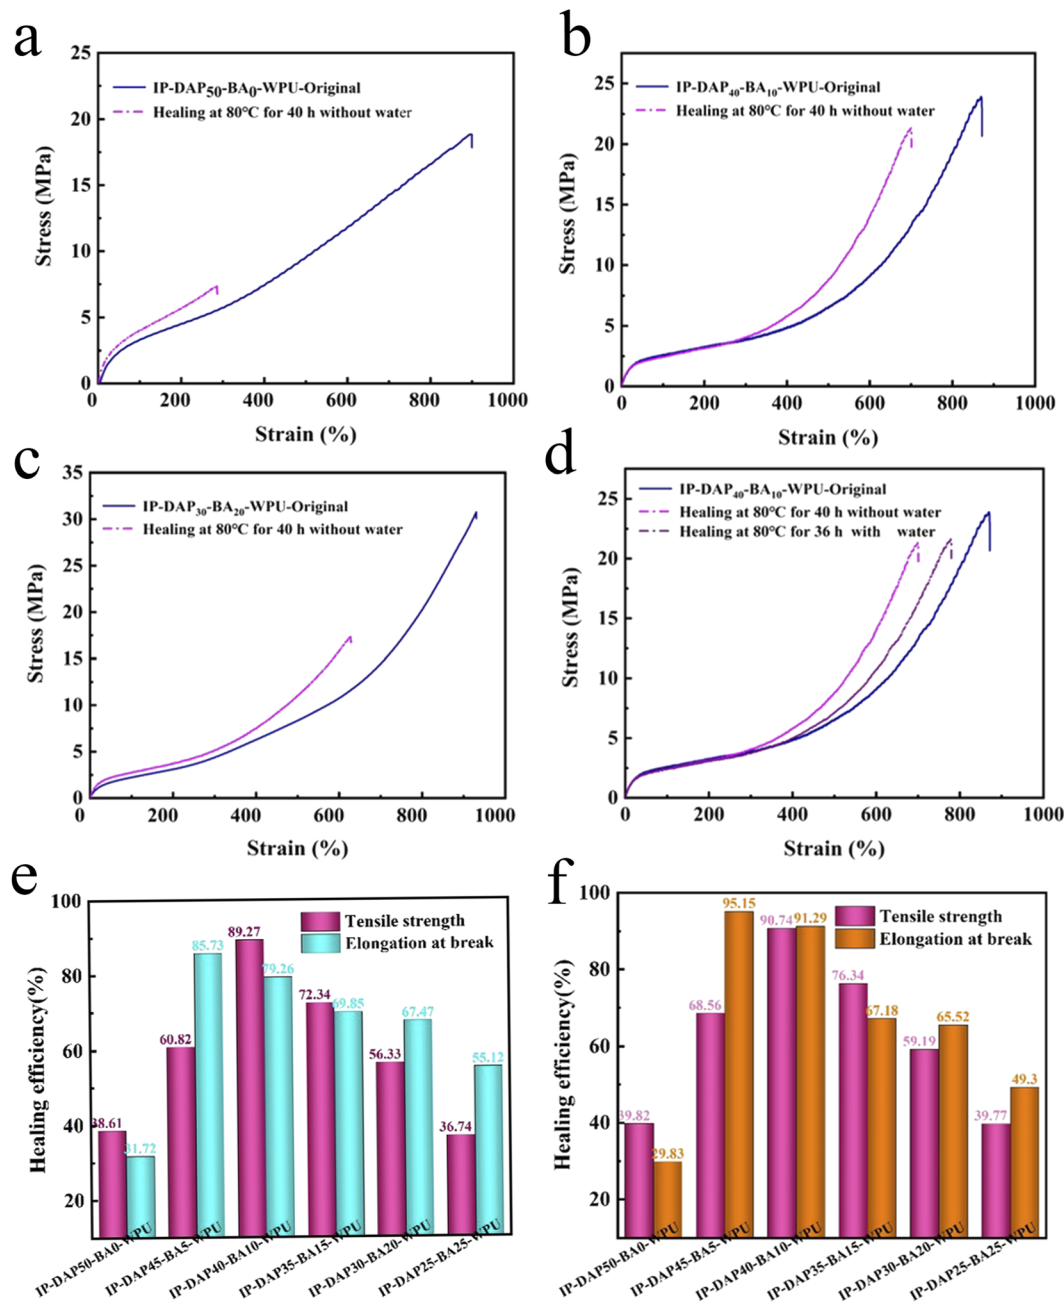 a
25
20
15
10
5
0
Stress (MPa)
IP-DAP50-BA0-WPU-Original
Healing at 80℃ for 40 h without water
0 200 400 600 800 1000
Strain (%)
b
25
20
15
10
5
0
Stress (MPa)
IP-DAP40-BA10-WPU-Original
Healing at 80℃ for 40 h without water
0 200 400 600 800 1000
Strain (%)
c
35
30
25
20
15
10
5
0
Stress (MPa)
IP-DAP30-BA20-WPU-Original
Healing at 80℃ for 40 h without water
0 200 400 600 800 1000
Strain (%)
d
25
20
15
10
5
0
Stress (MPa)
IP-DAP40-BA10-WPU-Original
Healing at 80℃ for 40 h without water
Healing at 80℃ for 36 h with water
0 200 400 600 800 1000
Strain (%)
e
100
80
60
40
20
Healing efficiency(%)
Tensile strength
Elongation at break
38.61
31.72
60.82
85.73
89.27
79.26
72.34
69.85
56.33
67.47
36.74
55.12
IP-DAP50-BA0-WPU
IP-DAP45-BA5-WPU
IP-DAP40-BA10-WPU
IP-DAP35-BA15-WPU
IP-DAP30-BA20-WPU
IP-DAP25-BA25-WPU
f
100
80
60
40
20
Healing efficiency(%)
Tensile strength
Elongation at break
39.82
29.83
68.56
95.15
90.74
91.29
76.34
67.18
59.19
65.52
39.77
49.3
IP-DAP50-BA0-WPU
IP-DAP45-BA5-WPU
IP-DAP40-BA10-WPU
IP-DAP35-BA15-WPU
IP-DAP30-BA20-WPU
IP-DAP25-BA25-WPU